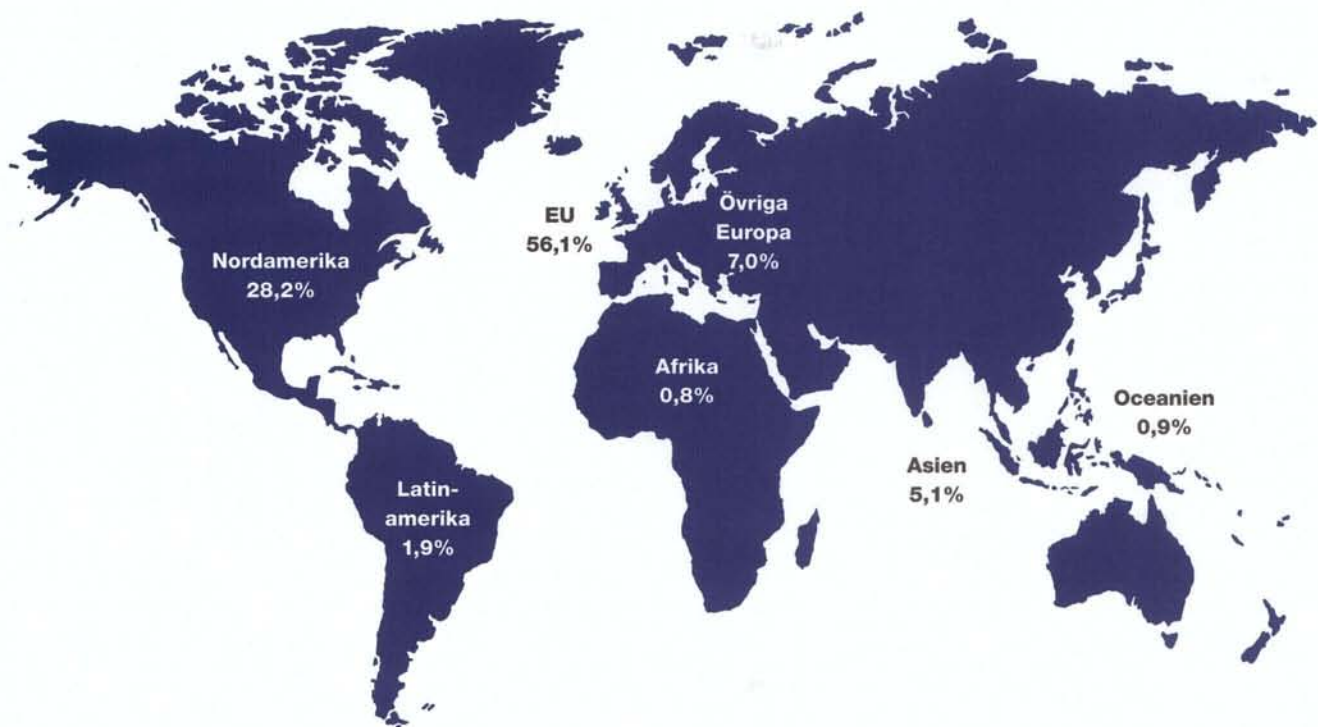 EU
56,1%
Övriga
Europa
7,0%
Nordamerika
28,2%
Afrika
0,8%
Oceanien
0,9%
Asien
5,1%
Latin-
amerika
1,9%